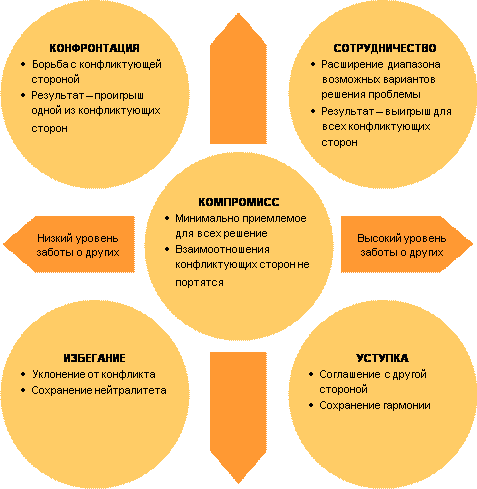 КОНФРОНТАЦИЯ
• Борьба с конфликтующей
стороной
• Результат — проигрыш
одной из конфликтующих
сторон
СОТРУДНИЧЕСТВО
• Расширение диапазона
возможных вариантов
решения проблемы
• Результат — выигрыш для
всех конфликтующих
сторон
КОМПРОМИСС
• Минимально приемлемое
для всех решение
• Взаимоотношения
конфликтующих сторон не
портятся
Низкий уровень
заботы о других
Высокий уровень
заботы о других
ИЗБЕГАНИЕ
• Уклонение от конфликта
• Сохранение нейтралитета
УСТУПКА
• Соглашение с другой
стороной
• Сохранение гармонии